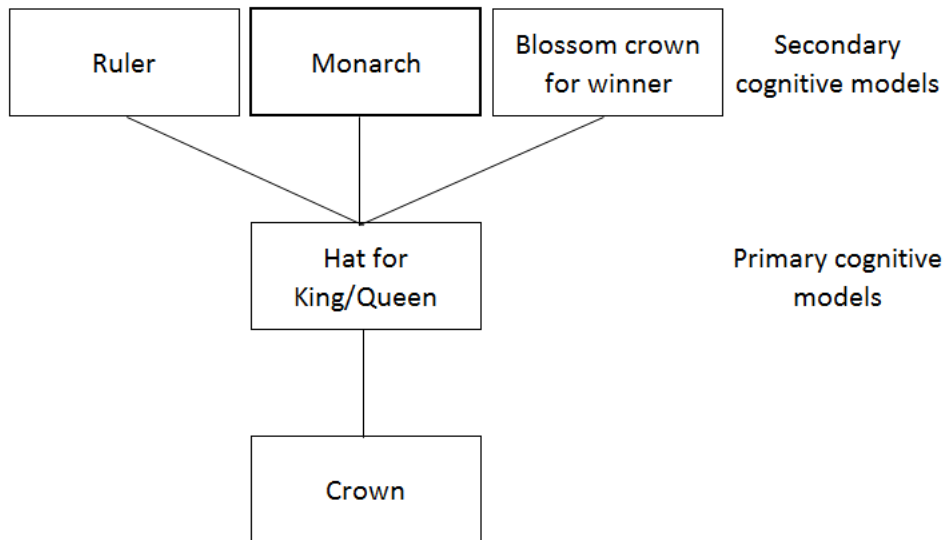 Ruler
Monarch
Blossom crown
for winner
Secondary
cognitive models
Hat for
King/Queen
Primary cognitive
models
Crown